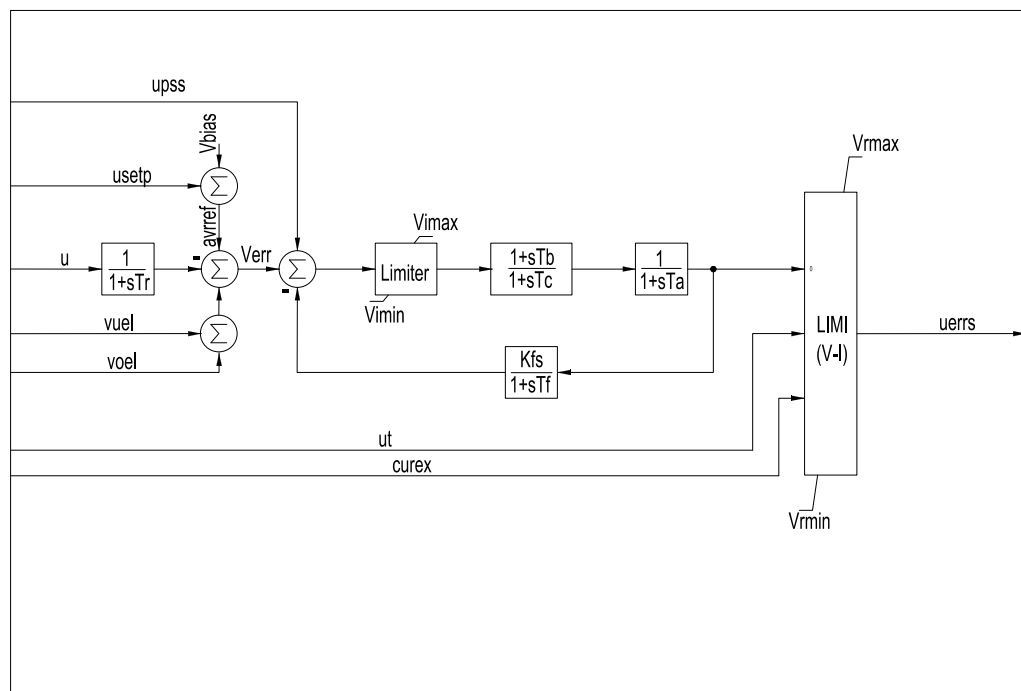 upss
Vbias
usetp
avrref
Σ
Vrmax
u
1
1+sTr
-
Σ
Verr
Σ
-
Vimax
Limiter
Vimin
1+sTb
1+sTc
1
1+sTa
vuel
Σ
voel
Kfs
1+sTf
0
LIMI
(V-I)
uerrs
ut
curex
Vrmin